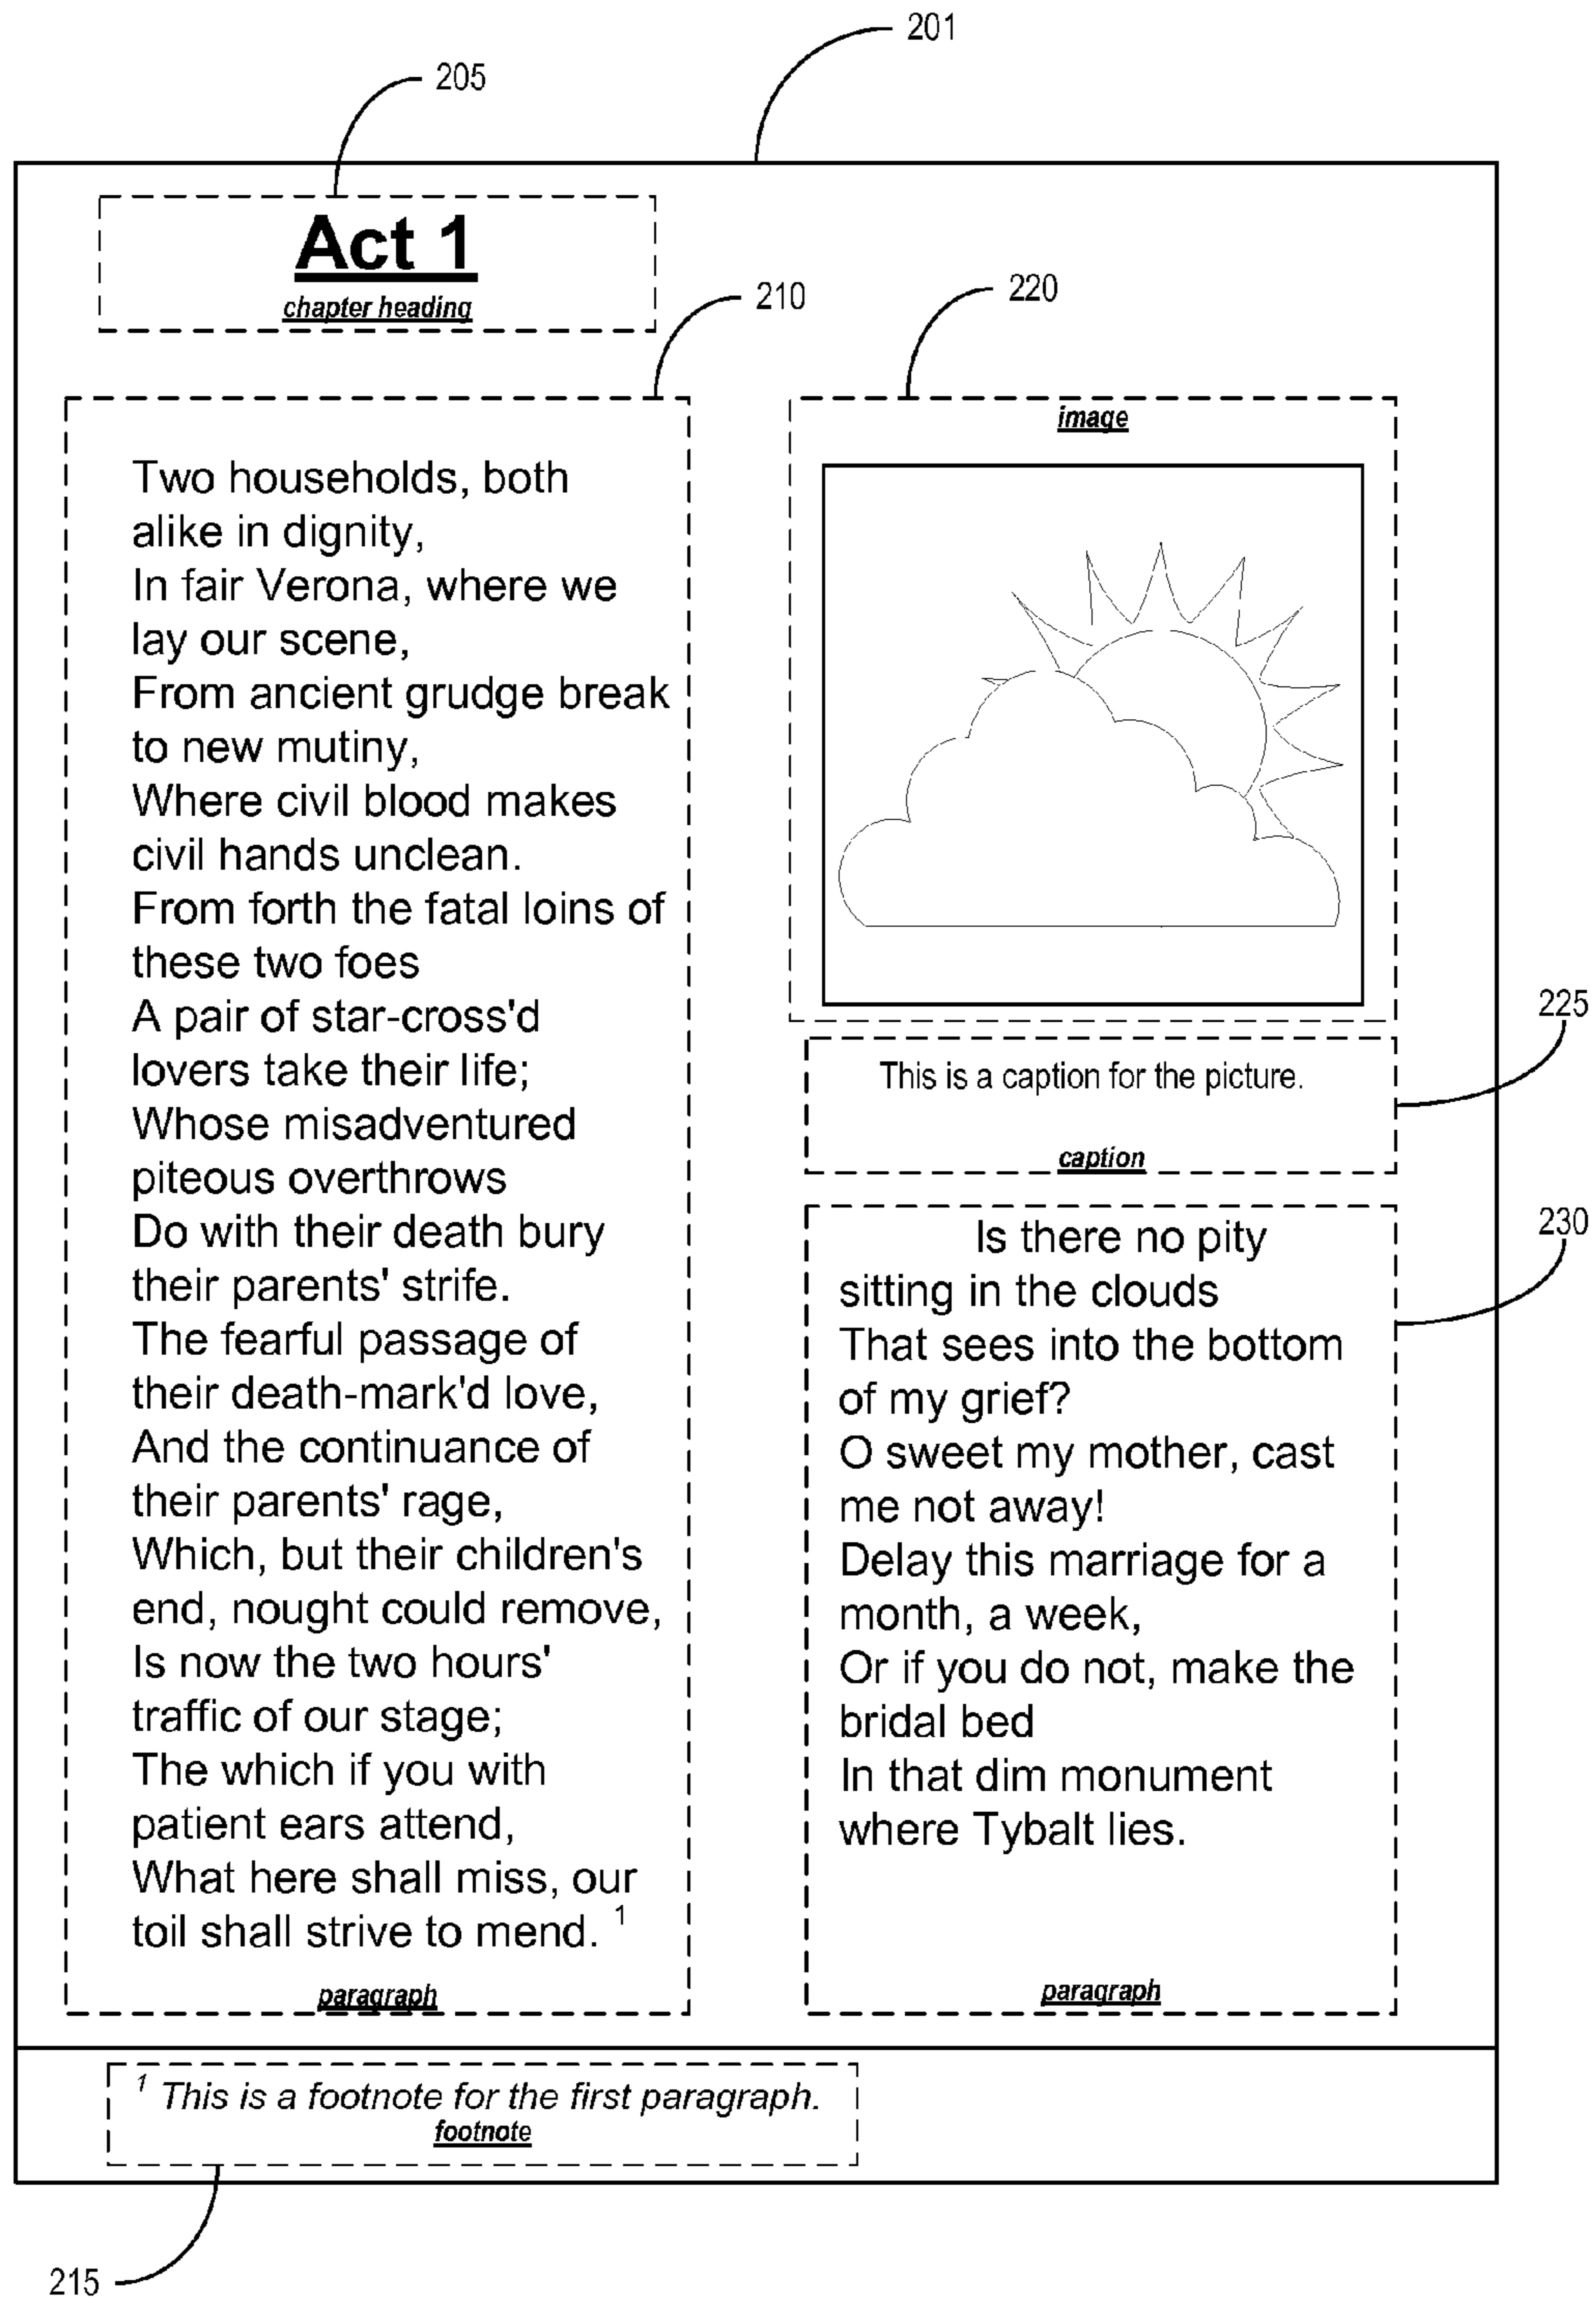 201
205
Act 1
chapter heading
210
Two households, both
alike in dignity,
In fair Verona, where we
lay our scene,
From ancient grudge break
to new mutiny,
Where civil blood makes
civil hands unclean.
From forth the fatal loins of
these two foes
A pair of star-cross'd
lovers take their life;
Whose misadventured
piteous overthrows
Do with their death bury
their parents' strife.
The fearful passage of
their death-mark'd love,
And the continuance of
their parents' rage,
Which, but their children's
end, nought could remove,
Is now the two hours'
traffic of our stage;
The which if you with
patient ears attend,
What here shall miss, our
toil shall strive to mend. 1
paragraph
220
image
225
This is a caption for the picture.
caption
230
Is there no pity
sitting in the clouds
That sees into the bottom
of my grief?
O sweet my mother, cast
me not away!
Delay this marriage for a
month, a week,
Or if you do not, make the
bridal bed
In that dim monument
where Tybalt lies.
paragraph
1 This is a footnote for the first paragraph.
footnote
215